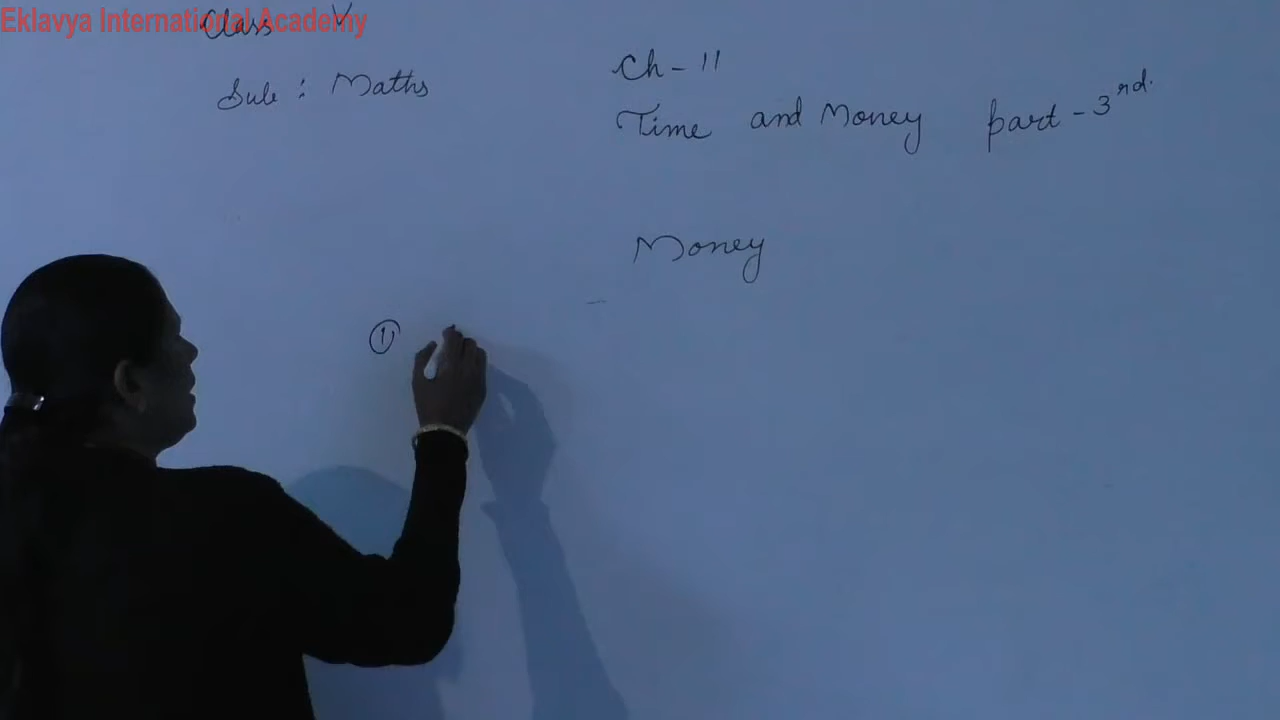 Eklavya International Academy
Class V
Sub : Maths
Ch - 11
Time and Money part - 3rd.
Money
①